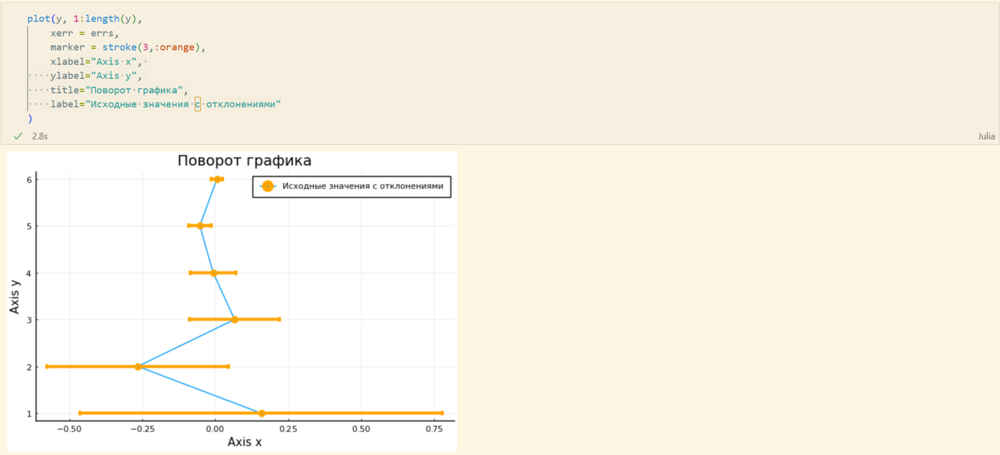 plot(y, 1:length(y),
xerr = errs,
marker = stroke(3,:orange),
xlabel="Axis x",
ylabel="Axis y",
title="Поворот графика",
label="Исходные значения с отклонениями"
)
2.8s
Julia
Поворот графика
6
Исходные значения с отклонениями
5
4
3
2
1
Axis y
−0.50 −0.25 0.00 0.25 0.50 0.75
Axis x